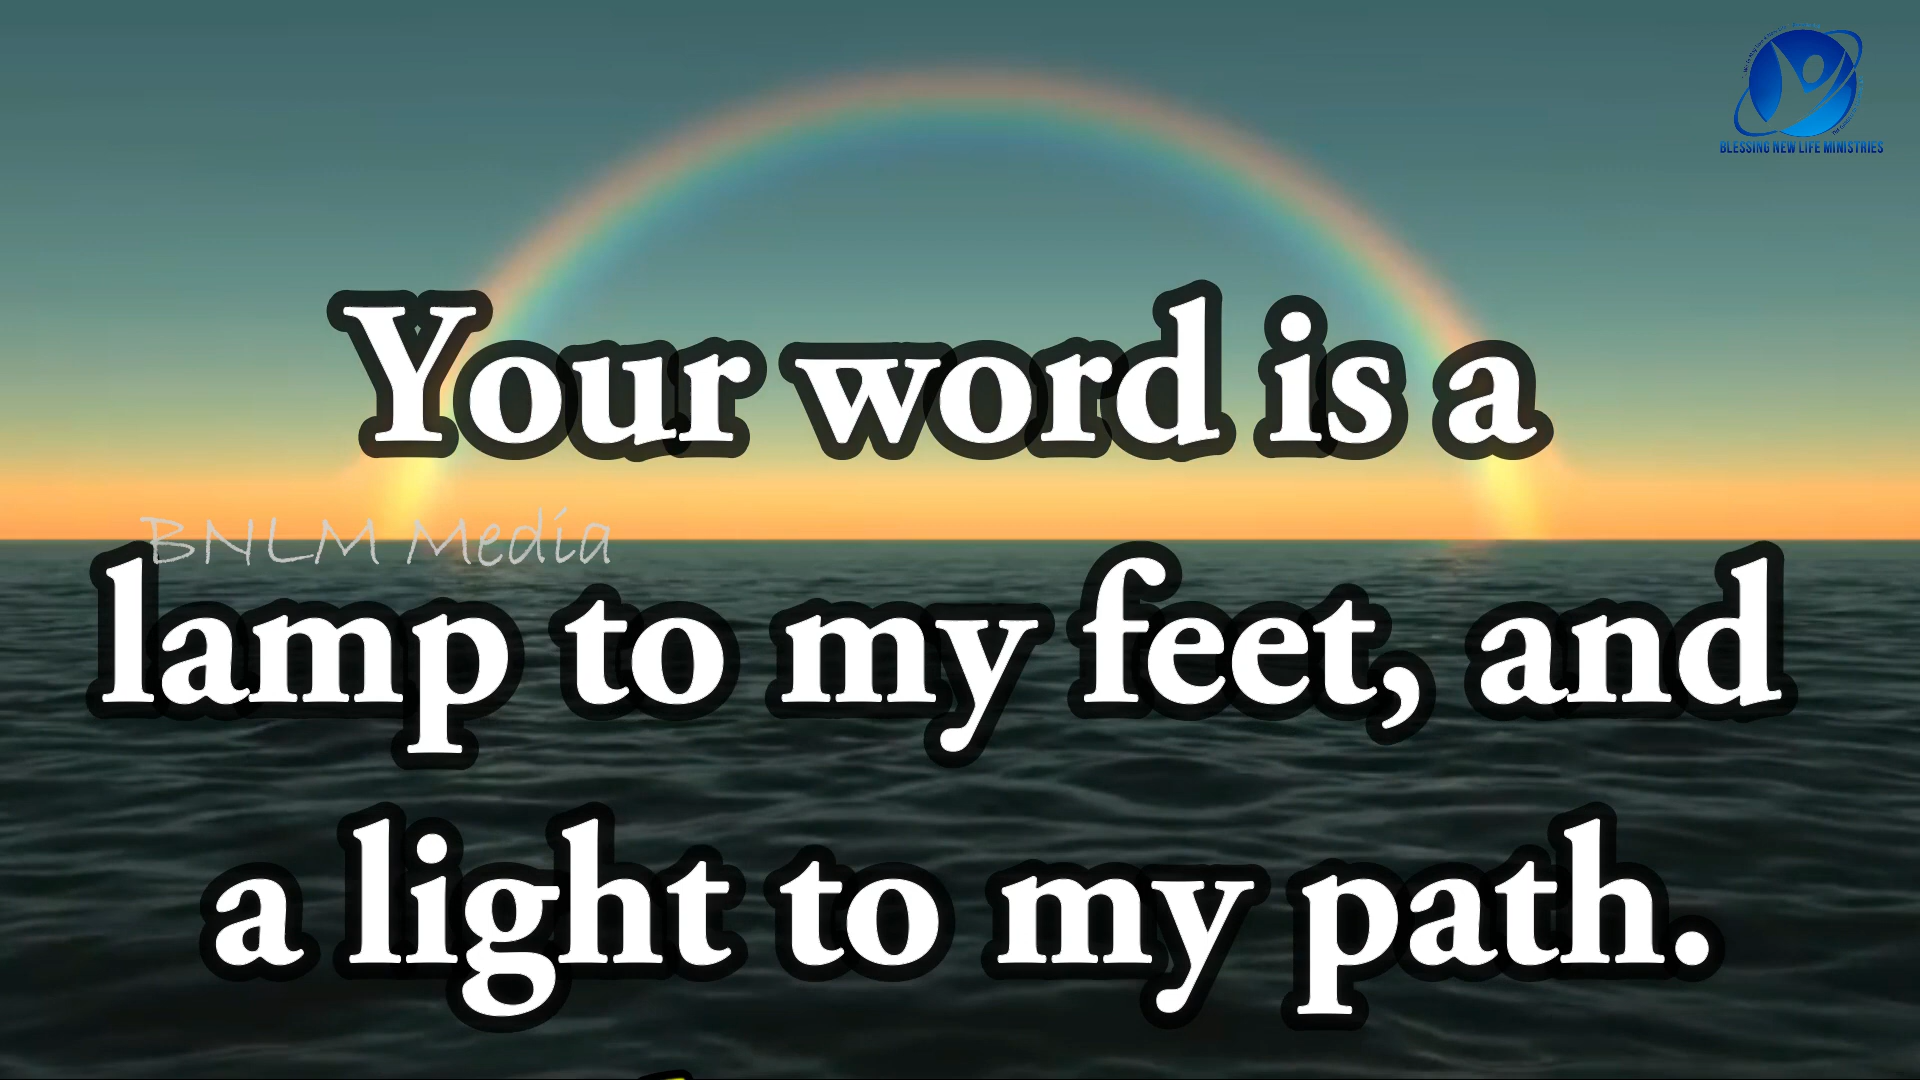 BLESSING NEW LIFE MINISTRIES
Your word is a
BNLM Media
lamp to my feet, and
a light to my path.